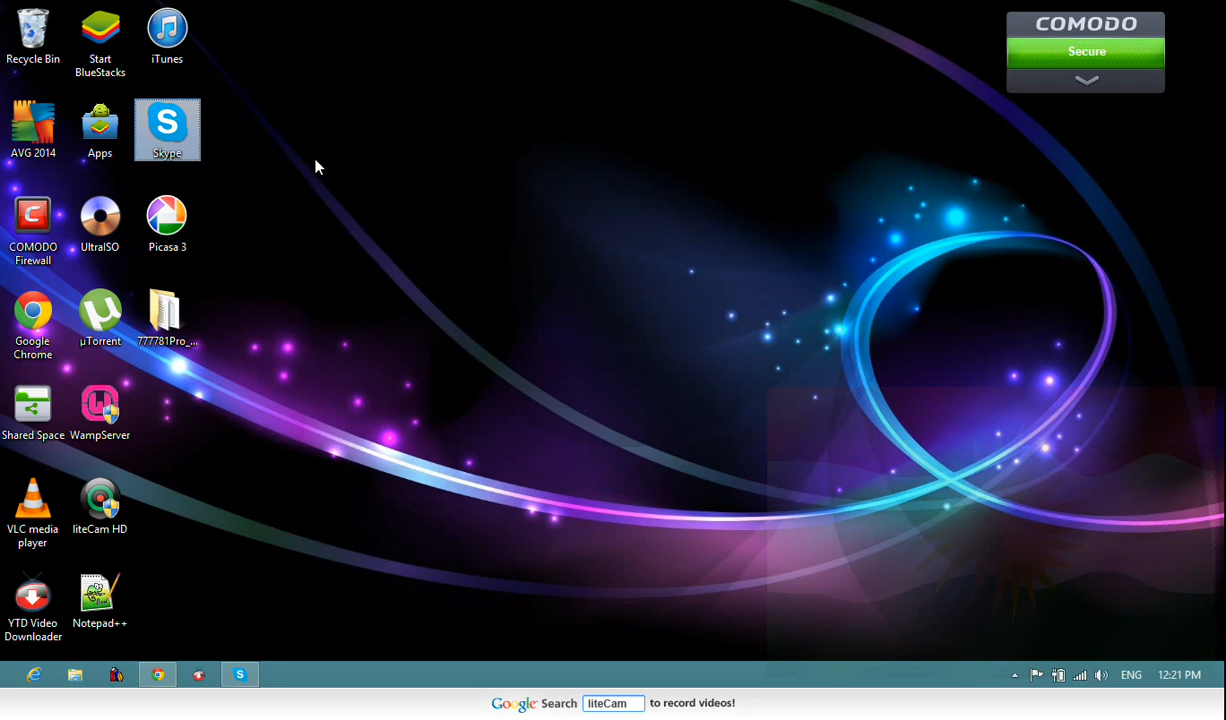 Recycle Bin
Start BlueStacks
iTunes
COMODO
Secure
AVG 2014
Apps
Skype
COMODO Firewall
UltraISO
Picasa 3
Google Chrome
µTorrent
777781Pro_...
Shared Space
WampServer
VLC media player
liteCam HD
YTD Video Downloader
Notepad++
ENG
12:21 PM
Google Search liteCam to record videos!